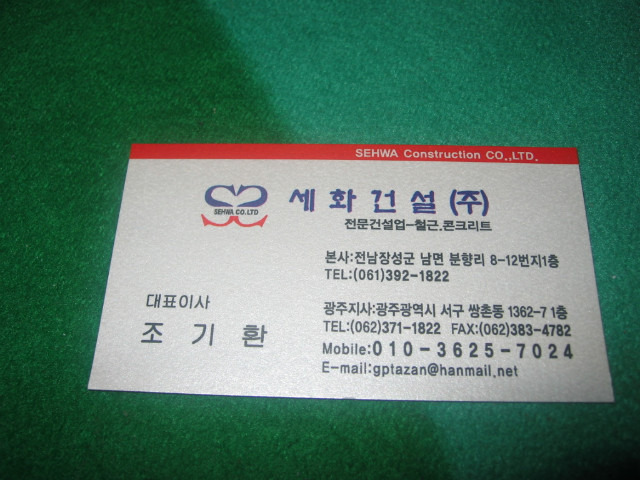 SEHWA Construction CO.,LTD.
SEHWA CO.LTD
세화건설(주)
전문건설업-철근.콘크리트
본사:전남장성군 남면 분향리 8-12번지1층
TEL:(061)392-1822
대표이사
조기환
광주지사:광주광역시 서구 쌍촌동 1362-7 1층
TEL:(062)371-1822 FAX:(062)383-4782
Mobile:010-3625-7024
E-mail:gptazan@hanmail.net